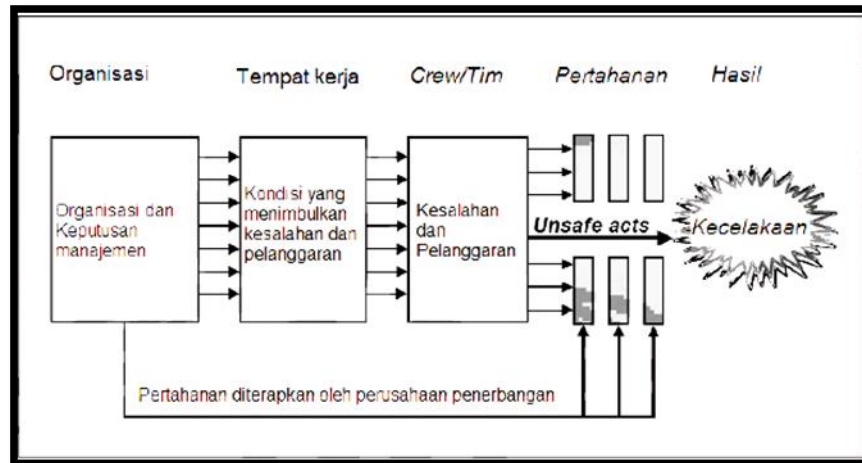 Organisasi
Tempat kerja
Crew/Tim
Pertahanan
Hasil
Organisasi dan
Keputusan
manajemen
Kondisi yang
menimbulkan
kesalahan dan
pelanggaran
Kesalahan
dan
Pelanggaran
Unsafe acts
Kecelakaan
Pertahanan diterapkan oleh perusahaan penerbangan